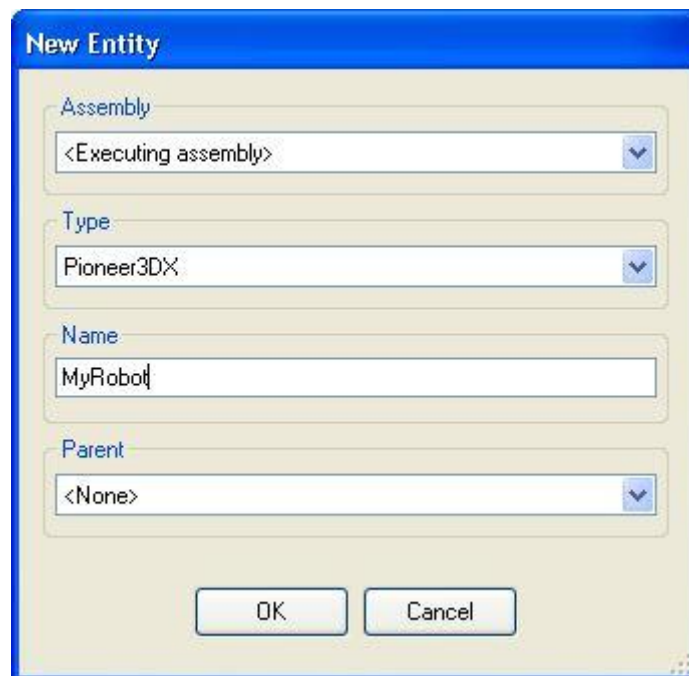 New Entity
Assembly
<Executing assembly>
Type
Pioneer3DX
Name
MyRobot
Parent
<None>
OK Cancel